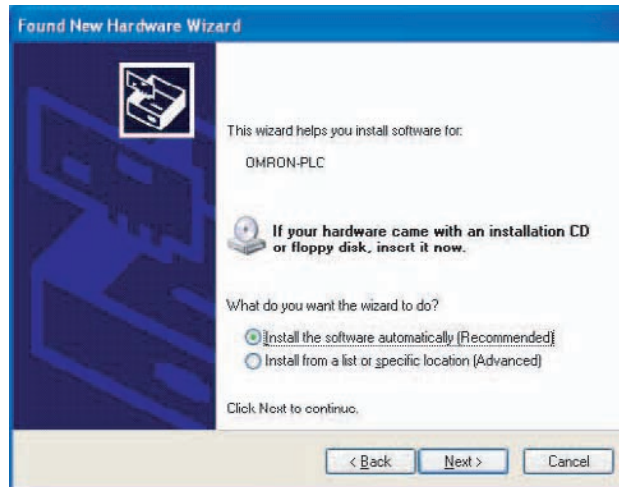 Found New Hardware Wizard
This wizard helps you install software for:
OMRON-PLC
If your hardware came with an installation CD
or floppy disk, insert it now.
What do you want the wizard to do?
Install the software automatically (Recommended)
Install from a list or specific location (Advanced)
Click Next to continue.
< Back
Next >
Cancel